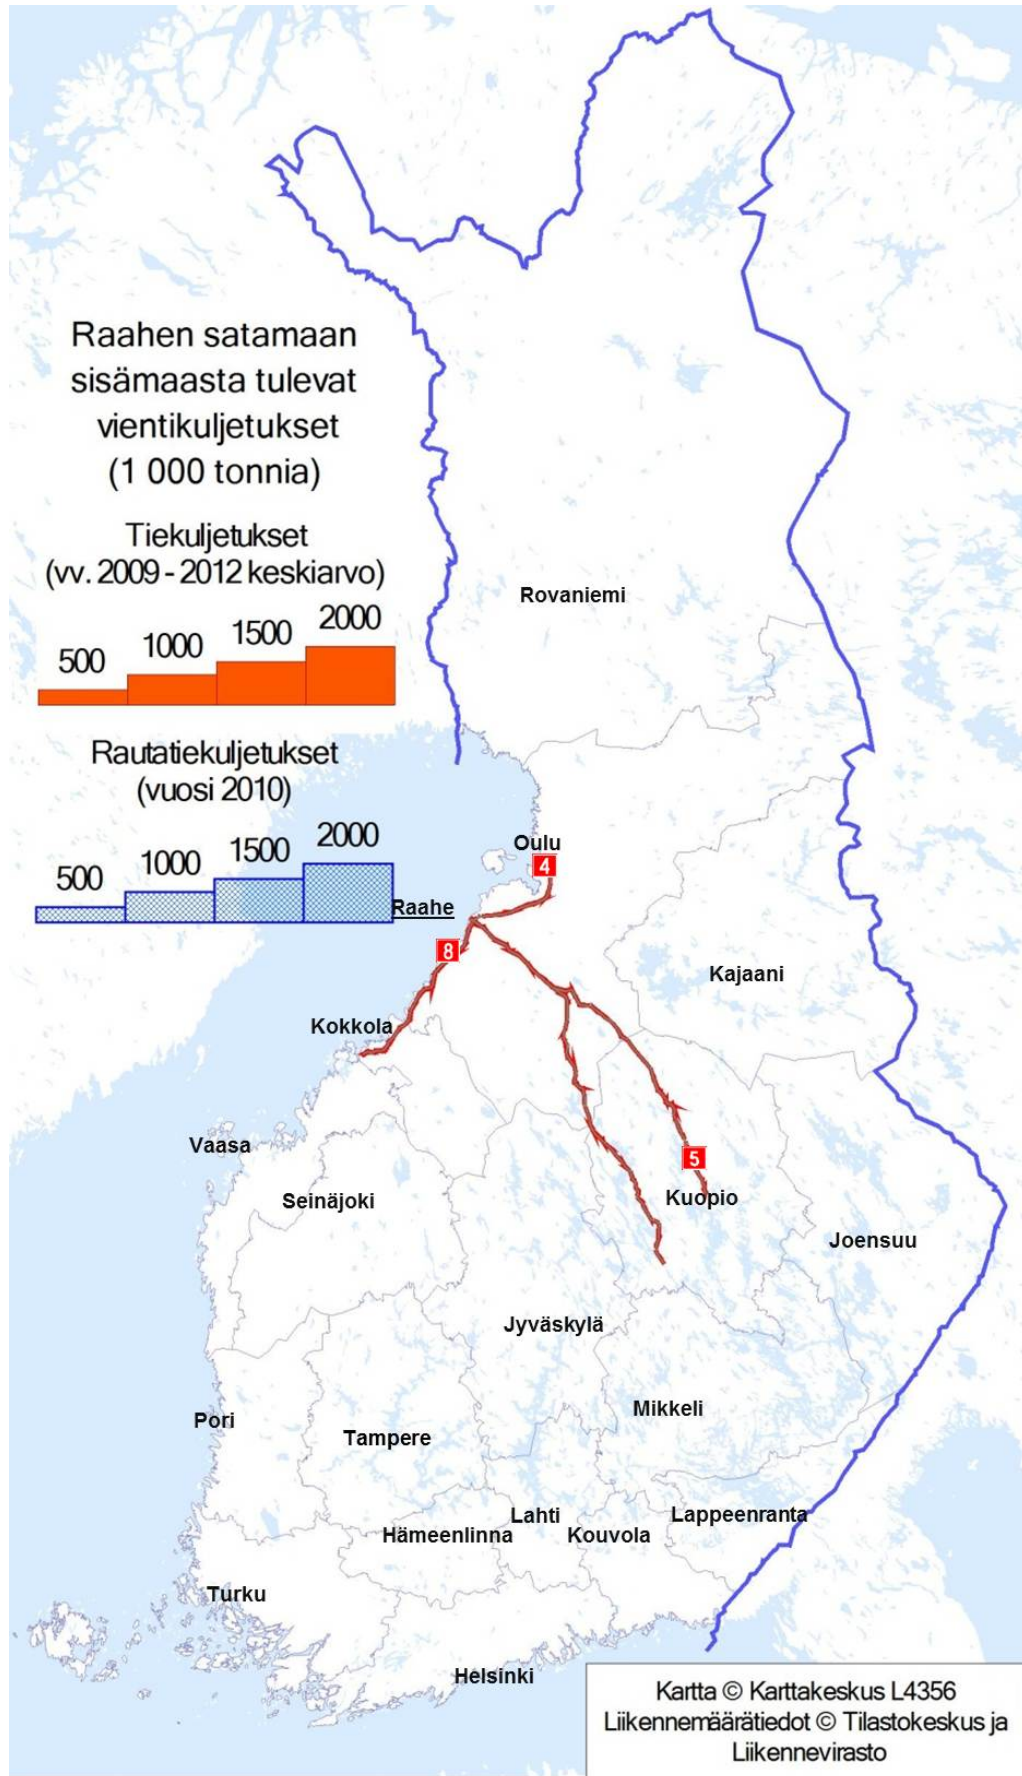 Raahen satamaan
sisämaasta tulevat
vientikuljetukset
(1 000 tonnia)
Tiekuljetukset
(vv. 2009 - 2012 keskiarvo)
500
1000
1500
2000
Rautatiekuljetukset
(vuosi 2010)
500
1000
1500
2000
Rovaniemi
Oulu
4
Raahe
8
Kajaani
Kokkola
Vaasa
5
Seinäjoki
Kuopio
Joensuu
Jyväskylä
Mikkeli
Pori
Tampere
Lahti
Lappeenranta
Hämeenlinna
Kouvola
Turku
Helsinki
Kartta © Karttakeskus L4356
Liikennemäärätiedot © Tilastokeskus ja
Liikennevirasto